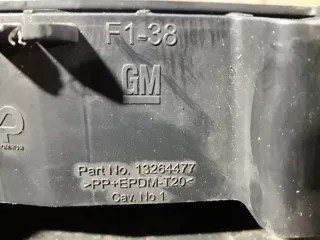 F1-38
GM
Part No. 13264477
>PP+EPDM-T20<
Cav. No 1